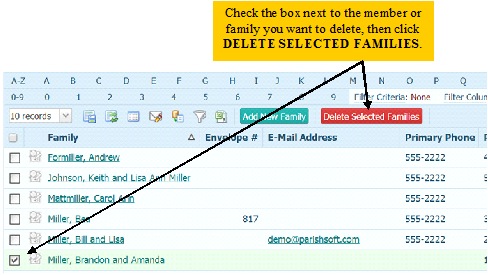 Check the box next to the member or
family you want to delete, then click
DELETE SELECTED FAMILIES.
A-Z A B C D E F G H I J K L M N O P Q
0-9 0 1 2 3 4 5 6 7 8 9 Filter Criteria: None Filter Colum
10 records Add New Family Delete Selected Families
Family Envelope # E-Mail Address Primary Phone
Formiller, Andrew 555-2222
Johnson, Keith and Lisa Ann Miller 555-2222
Mattmiller, Carol Ann 555-2222
Miller, 817 555-2222
Miller, Bill and Lisa demo@parishsoft.com 555-2222
Miller, Brandon and Amanda